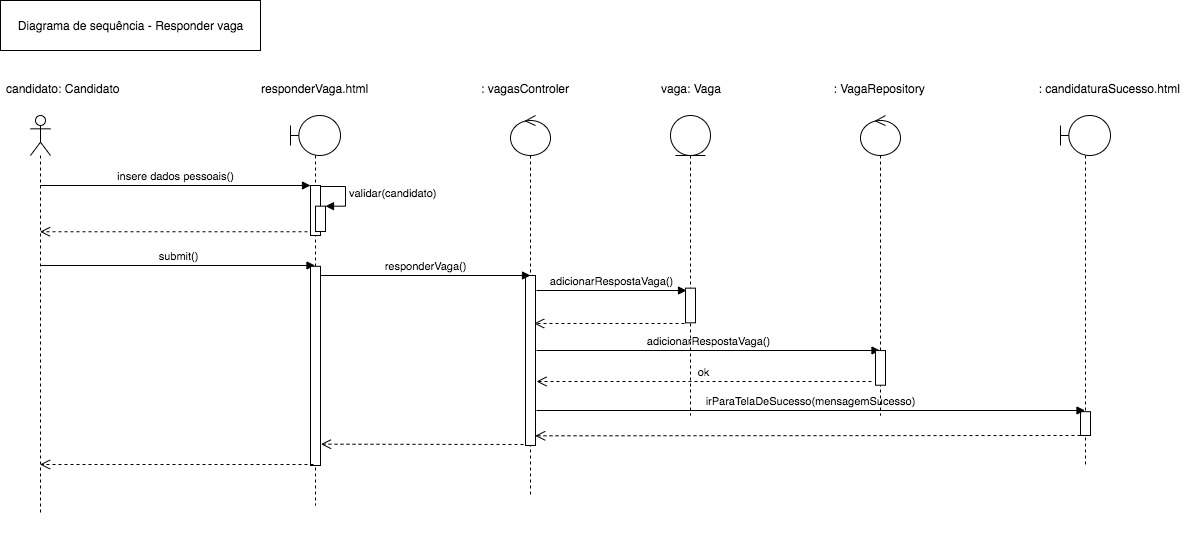 Diagrama de sequência - Responder vaga
candidato: Candidato
responderVaga.html
: vagasControler
vaga: Vaga
: VagaRepository
: candidaturaSucesso.html
insere dados pessoais()
validar(candidato)
submit()
responderVaga()
adicionarRespostaVaga()
adicionarRespostaVaga()
ok
irParaTelaDeSucesso(mensagemSucesso)